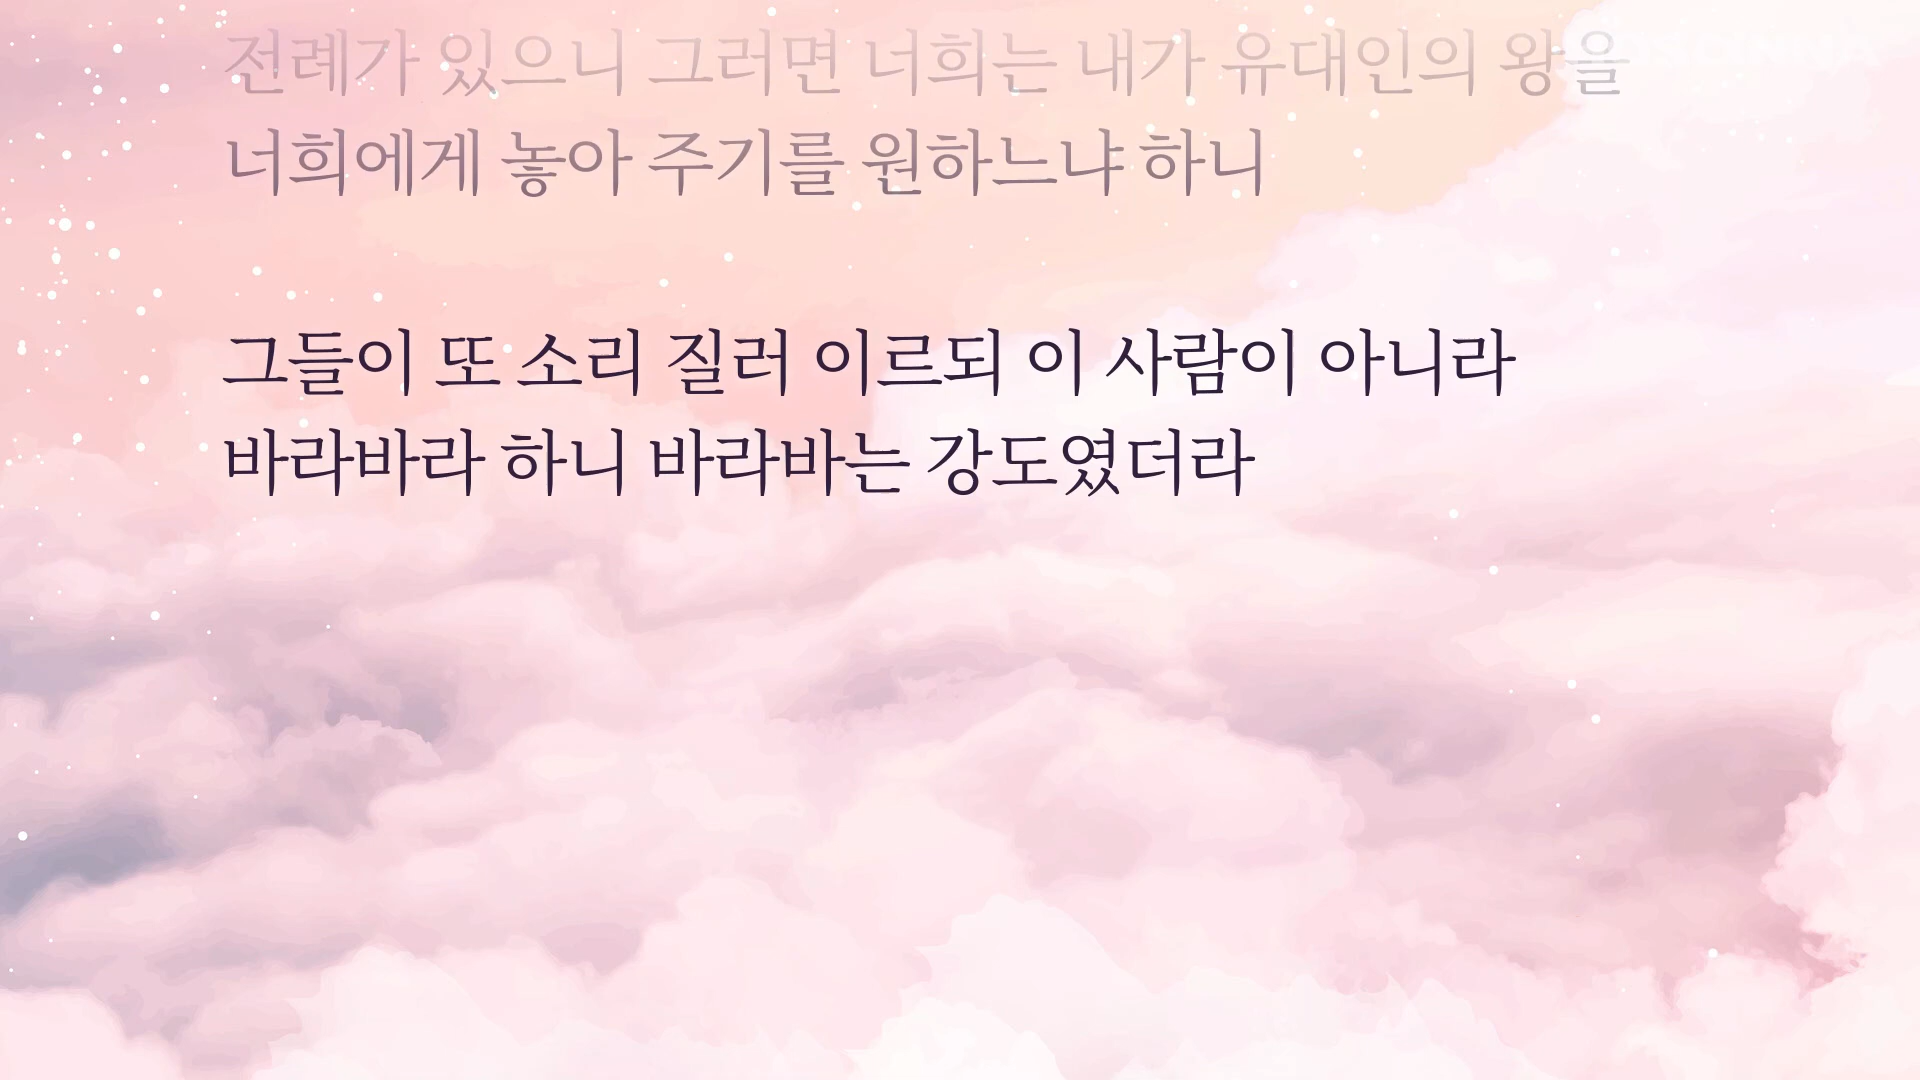 전례가 있으니 그러면 너희는 내가 유대인의 왕을
너희에게 놓아 주기를 원하느냐 하니
그들이 또 소리 질러 이르되 이 사람이 아니라
바라바라 하니 바라바는 강도였더라